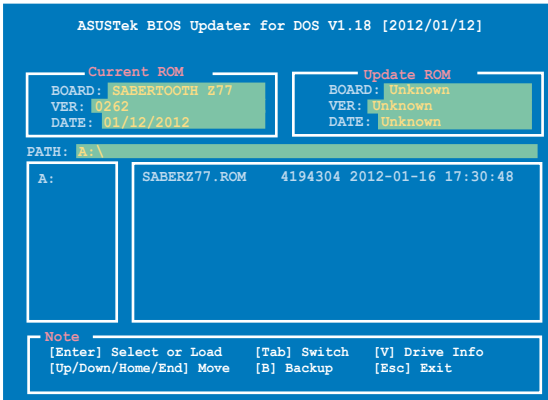 ASUSTek BIOS Updater for DOS V1.18 [2012/01/12]
Current ROM
BOARD: SABERTOOTH Z77
VER: 0262
DATE: 01/12/2012
Update ROM
BOARD: Unknown
VER: Unknown
DATE: Unknown
PATH: A:\
A:
SABERZ77.ROM 4194304 2012-01-16 17:30:48
Note
[Enter] Select or Load [Tab] Switch [V] Drive Info
[Up/Down/Home/End] Move [B] Backup [Esc] Exit